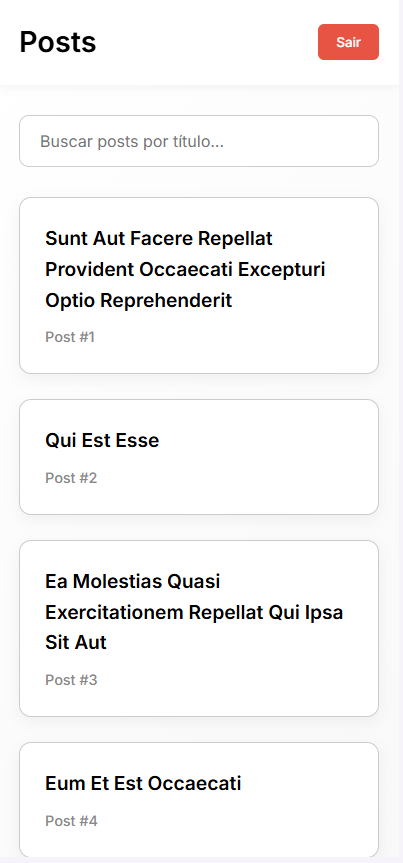 Posts
Sair
Buscar posts por título...
Sunt Aut Facere Repellat
Provident Occaecati Excepturi
Optio Reprehenderit
Post #1
Qui Est Esse
Post #2
Ea Molestias Quasi
Exercitationem Repellat Qui Ipsa
Sit Aut
Post #3
Eum Et Est Occaecati
Post #4